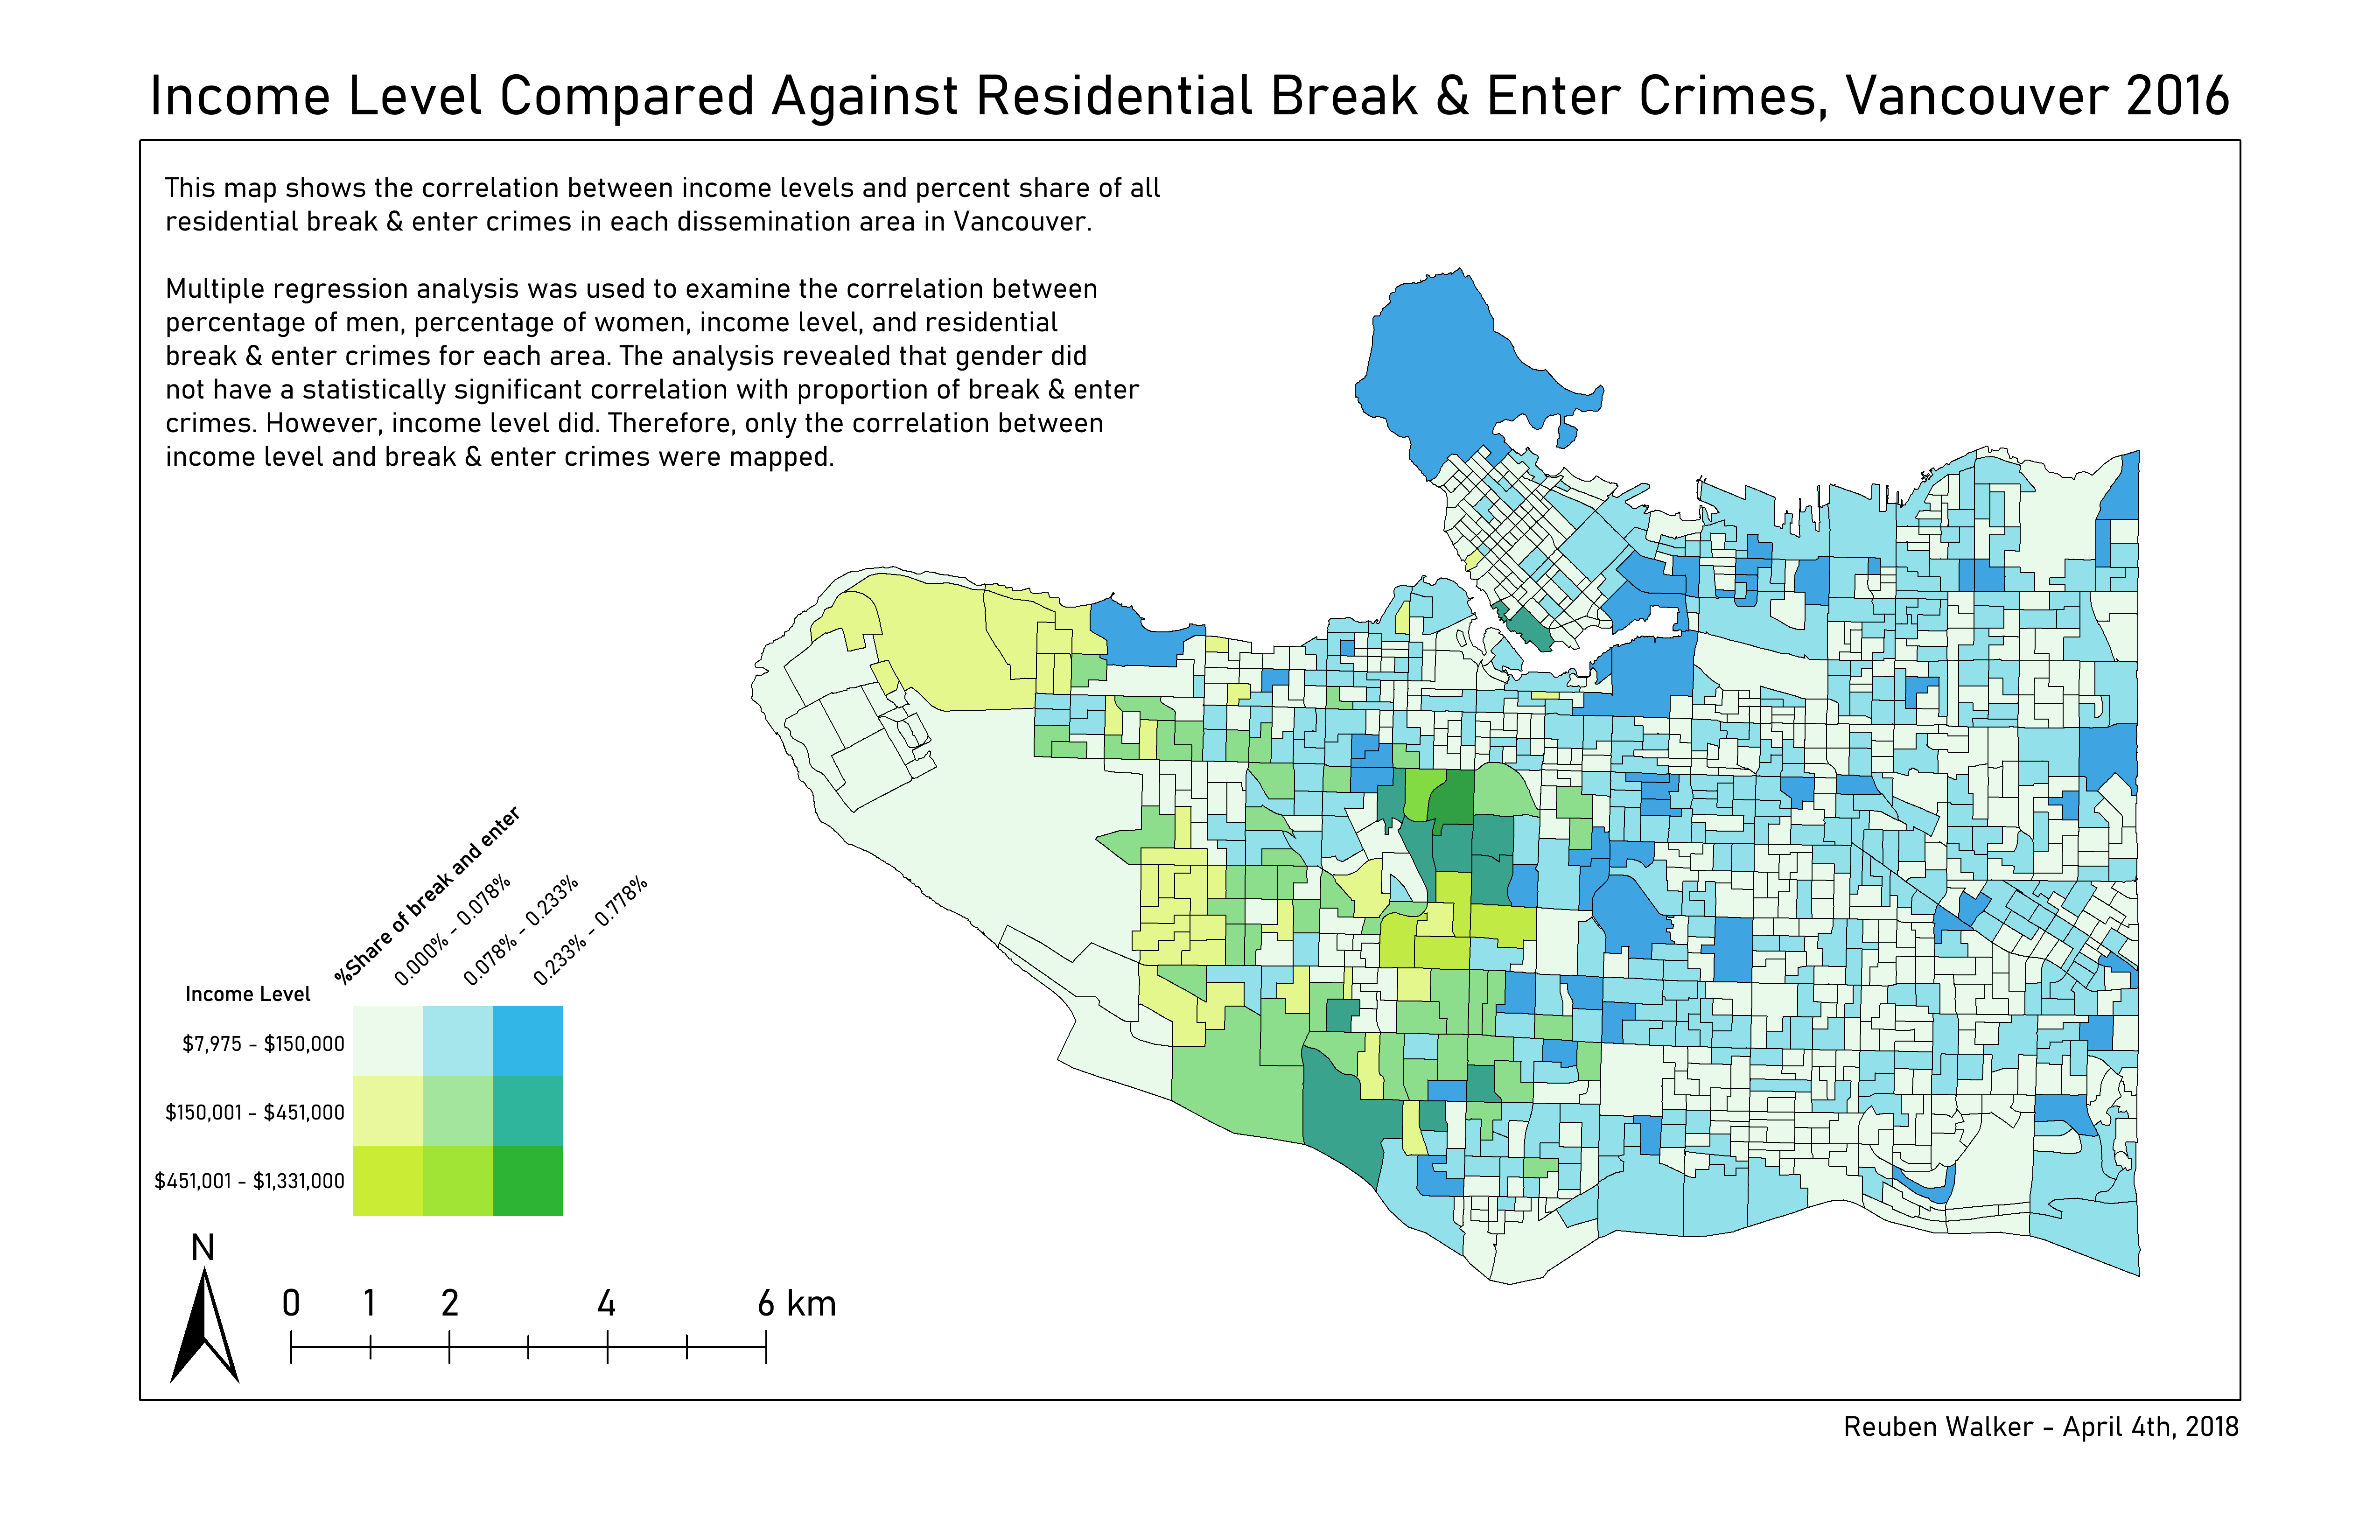 Income Level Compared Against Residential Break & Enter Crimes, Vancouver 2016
This map shows the correlation between income levels and percent share of all
residential break & enter crimes in each dissemination area in Vancouver.
Multiple regression analysis was used to examine the correlation between
percentage of men, percentage of women, income level, and residential
break & enter crimes for each area. The analysis revealed that gender did
not have a statistically significant correlation with proportion of break & enter
crimes. However, income level did. Therefore, only the correlation between
income level and break & enter crimes were mapped.
%Share of break and enter
0.000% - 0.078%
0.078% - 0.233%
0.233% - 0.778%
Income Level
$7,975 - $150,000
$150,001 - $451,000
$451,001 - $1,331,000
N
0 1 2 4 6 km
Reuben Walker - April 4th, 2018